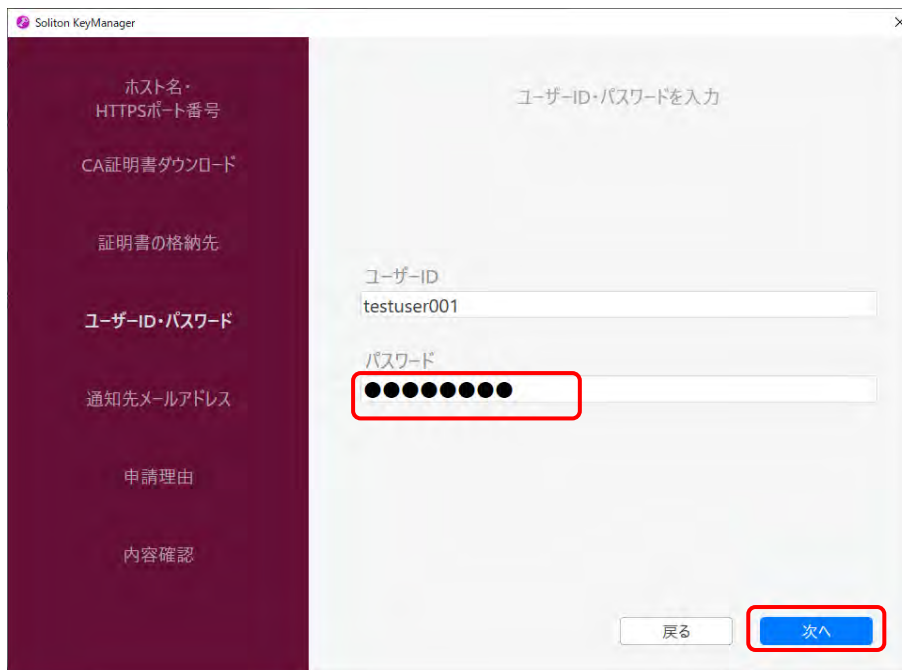 Soliton KeyManager
ホスト名・
HTTPSポート番号
CA証明書ダウンロード
証明書の格納先
ユーザーID・パスワード
通知先メールアドレス
申請理由
内容確認
ユーザーID・パスワードを入力
ユーザーID
testuser001
パスワード
●●●●●●●●
戻る
次へ